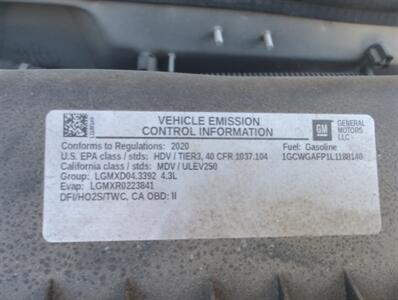 VEHICLE EMISSION
CONTROL INFORMATION
GM
GENERAL
MOTORS
LLC
Conforms to Regulations: 2020
Fuel: Gasoline
U.S. EPA class / stds: HDV / TIER3, 40 CFR 1037.104
1GCWGAFP1L1188140
California class / stds: MDV / ULEV250
Group: LGMXD04.3392 4.3L
Evap: LGMXR0223841
DFI/HO2S/TWC, CA OBD: II